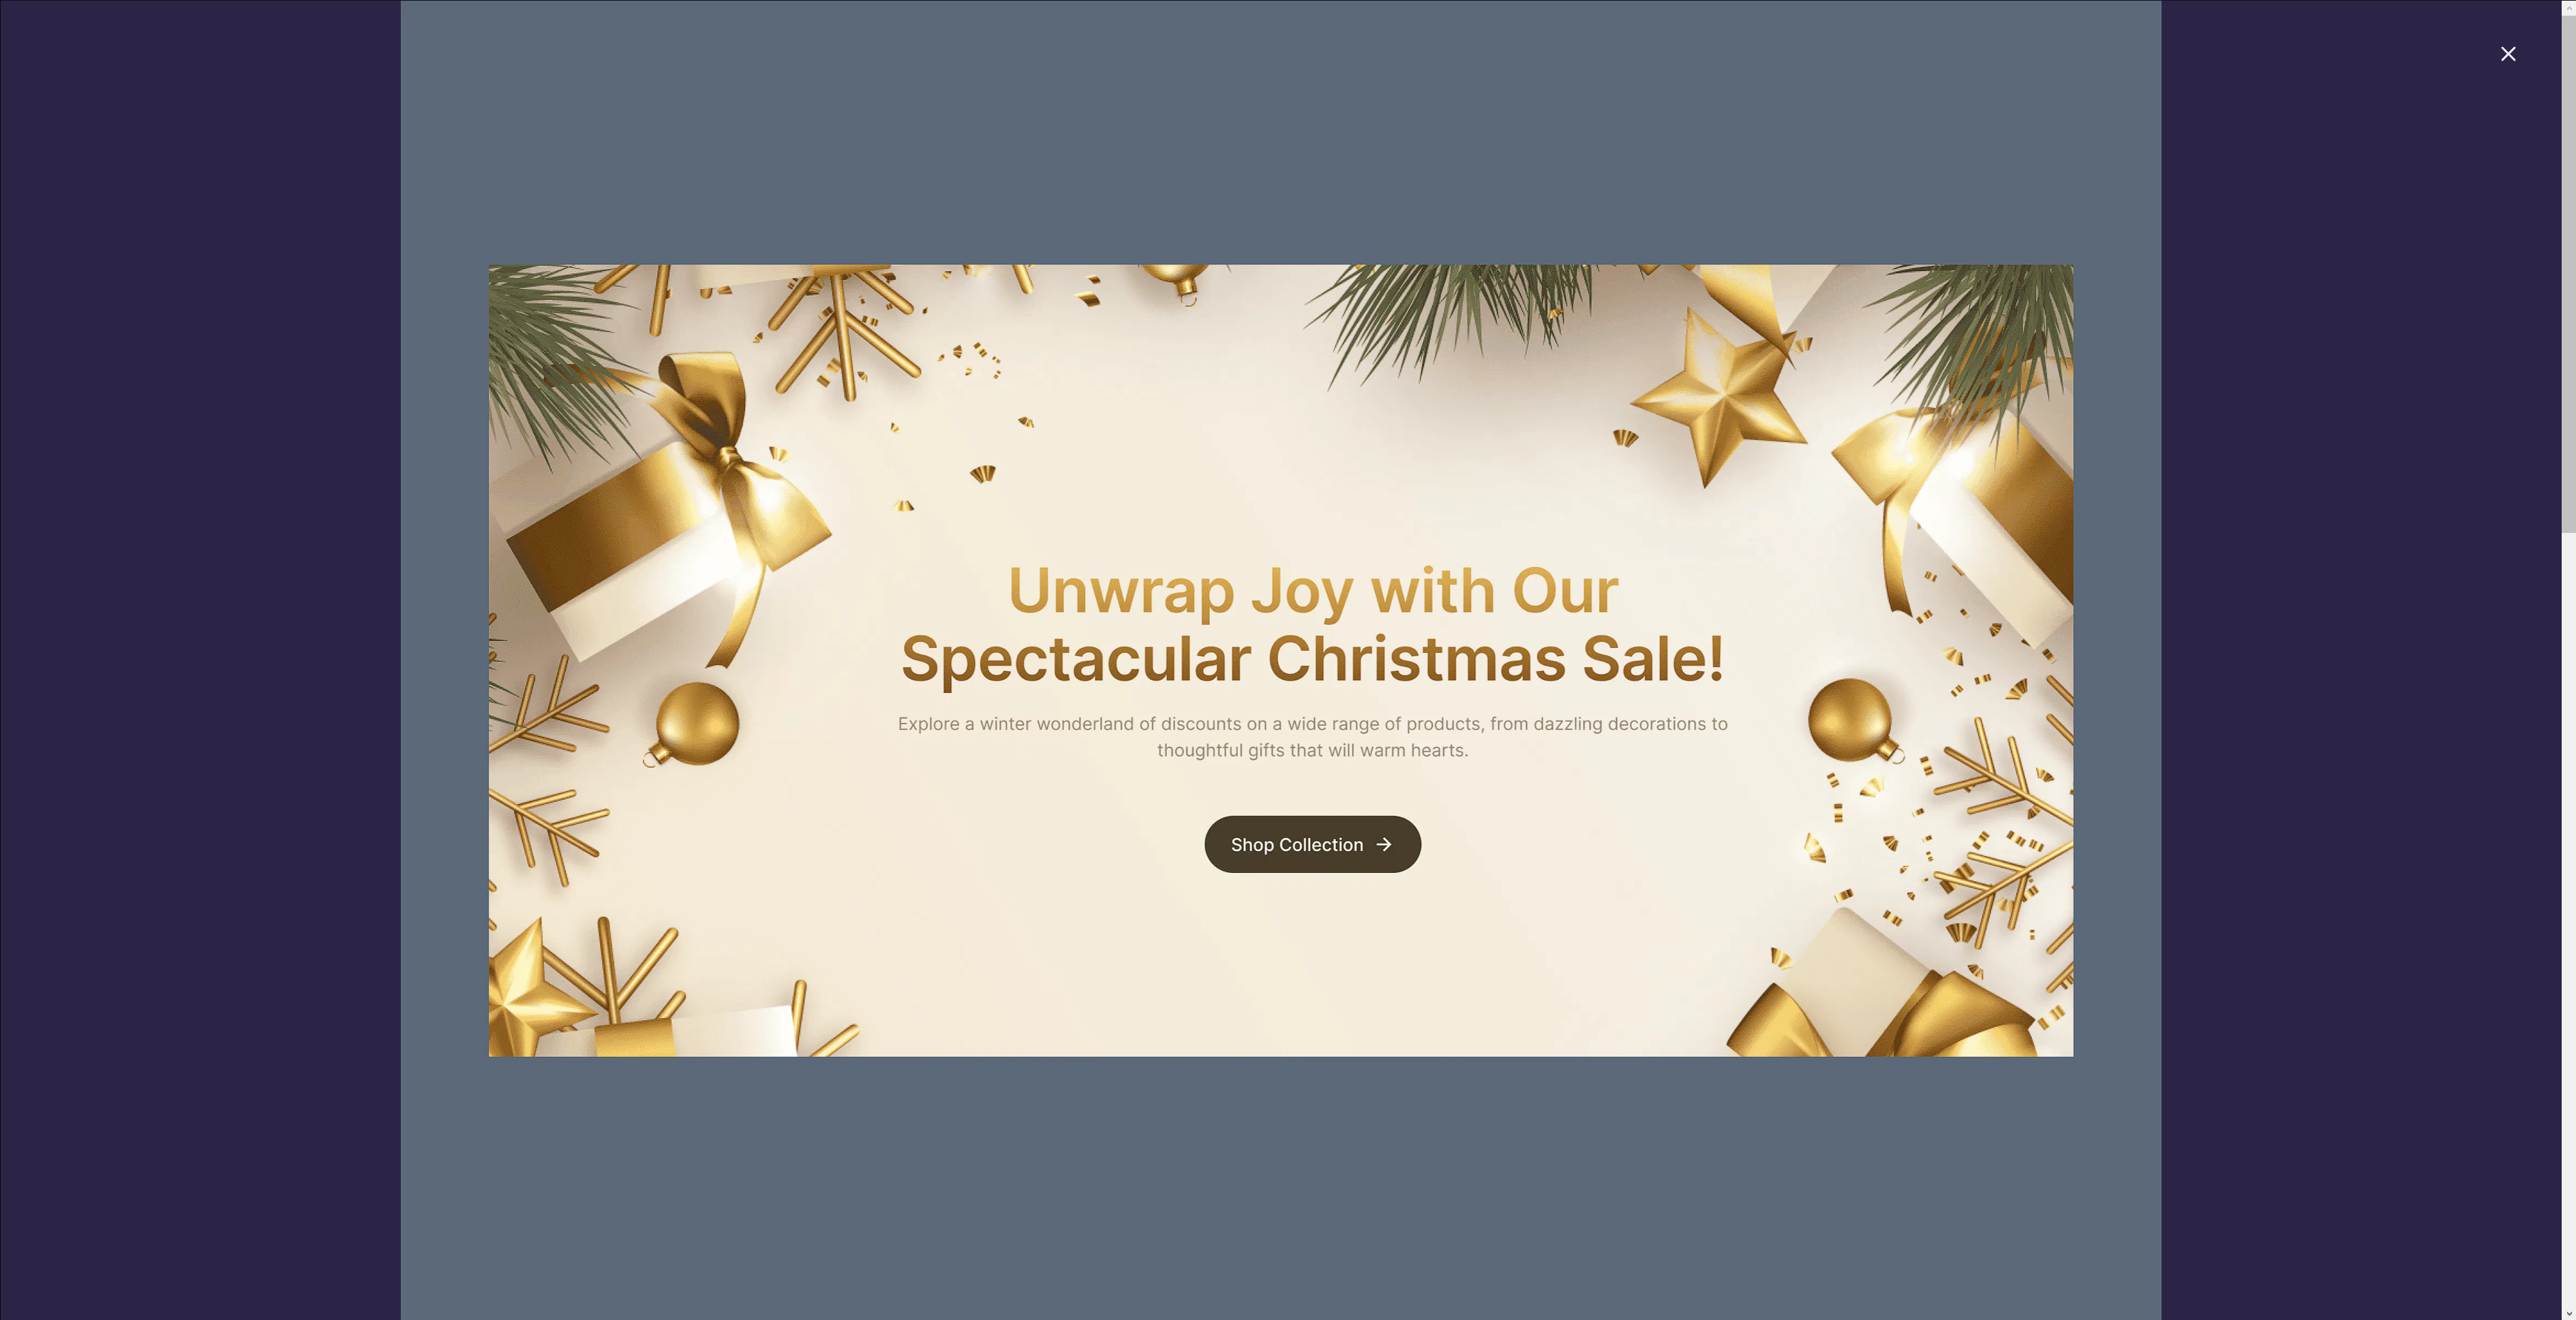 Unwrap Joy with Our
Spectacular Christmas Sale!
Explore a winter wonderland of discounts on a wide range of products, from dazzling decorations to
thoughtful gifts that will warm hearts.
Shop Collection